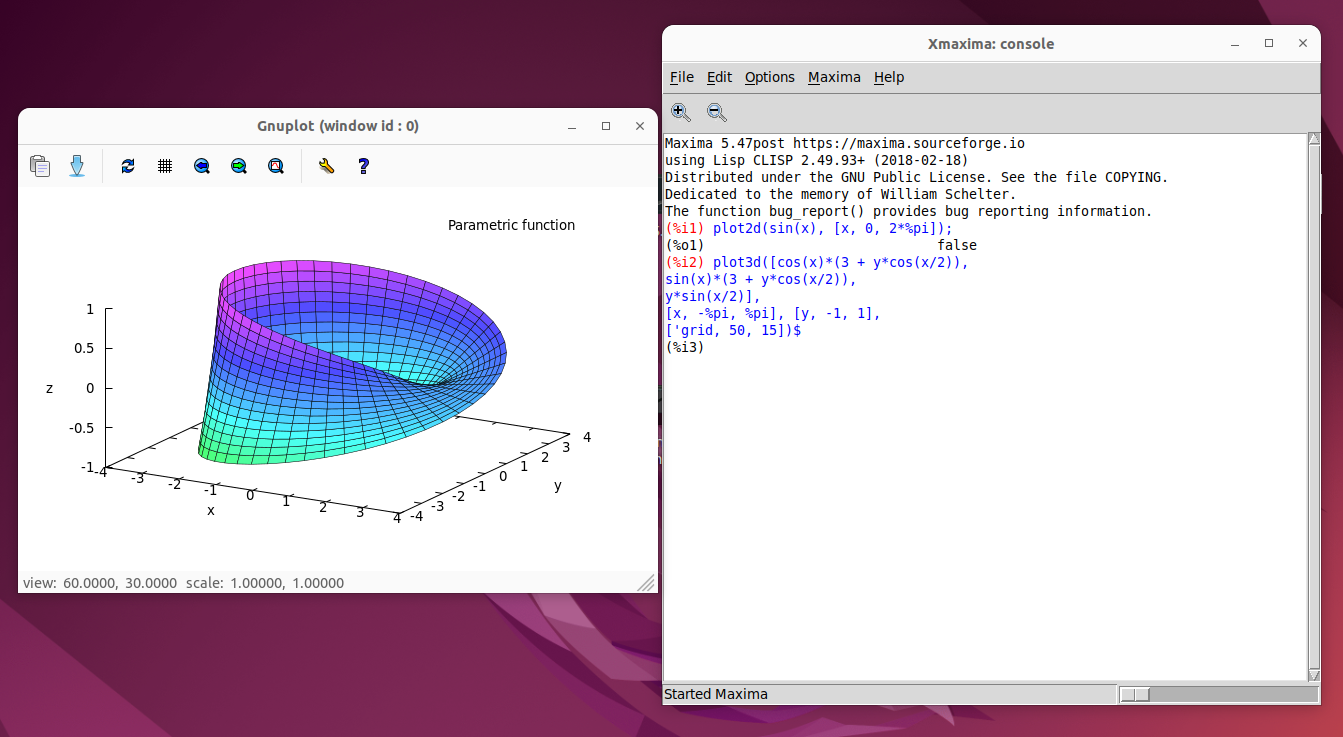 Gnuplot (window id : 0)
?
Parametric function
1
0.5
z
0
-0.5
-1
-4
-3
-2
-1
0
1
2
3
4
x
-4
-3
-2
-1
0
1
2
3
4
y
view: 60.0000, 30.0000 scale: 1.00000, 1.00000
Xmaxima: console
File Edit Options Maxima Help
Maxima 5.47post https://maxima.sourceforge.io
using Lisp CLISP 2.49.93+ (2018-02-18)
Distributed under the GNU Public License. See the file COPYING.
Dedicated to the memory of William Schelter.
The function bug_report() provides bug reporting information.
(%i1) plot2d(sin(x), [x, 0, 2*%pi]);
(%o1) false
(%i2) plot3d([cos(x)*(3 + y*cos(x/2)),
sin(x)*(3 + y*cos(x/2)),
y*sin(x/2)],
[x, -%pi, %pi], [y, -1, 1],
['grid, 50, 15])$
(%i3)
Started Maxima